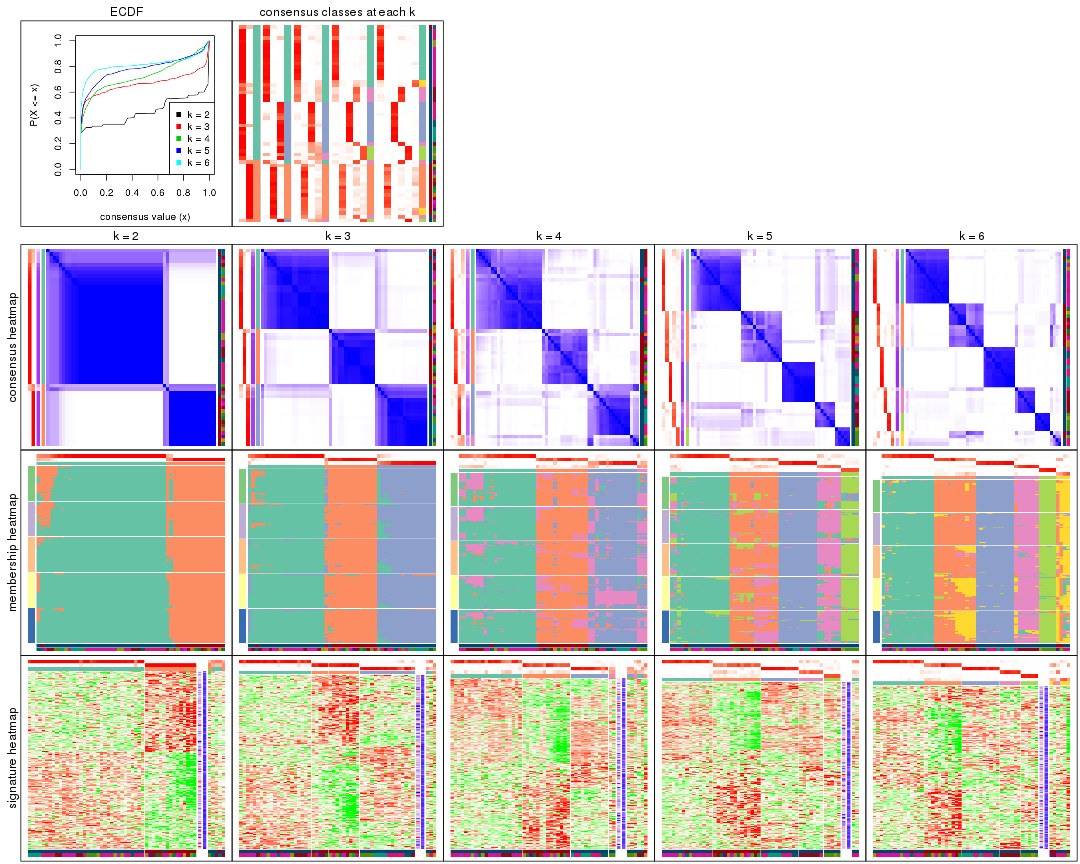 ECDF
consensus classes at each k
P(X <= x)
0.0 0.2 0.4 0.6 0.8 1.0
k = 2
k = 3
k = 4
k = 5
k = 6
0.0 0.2 0.4 0.6 0.8 1.0
consensus value (x)
k = 2
k = 3
k = 4
k = 5
k = 6
consensus heatmap
membership heatmap
signature heatmap